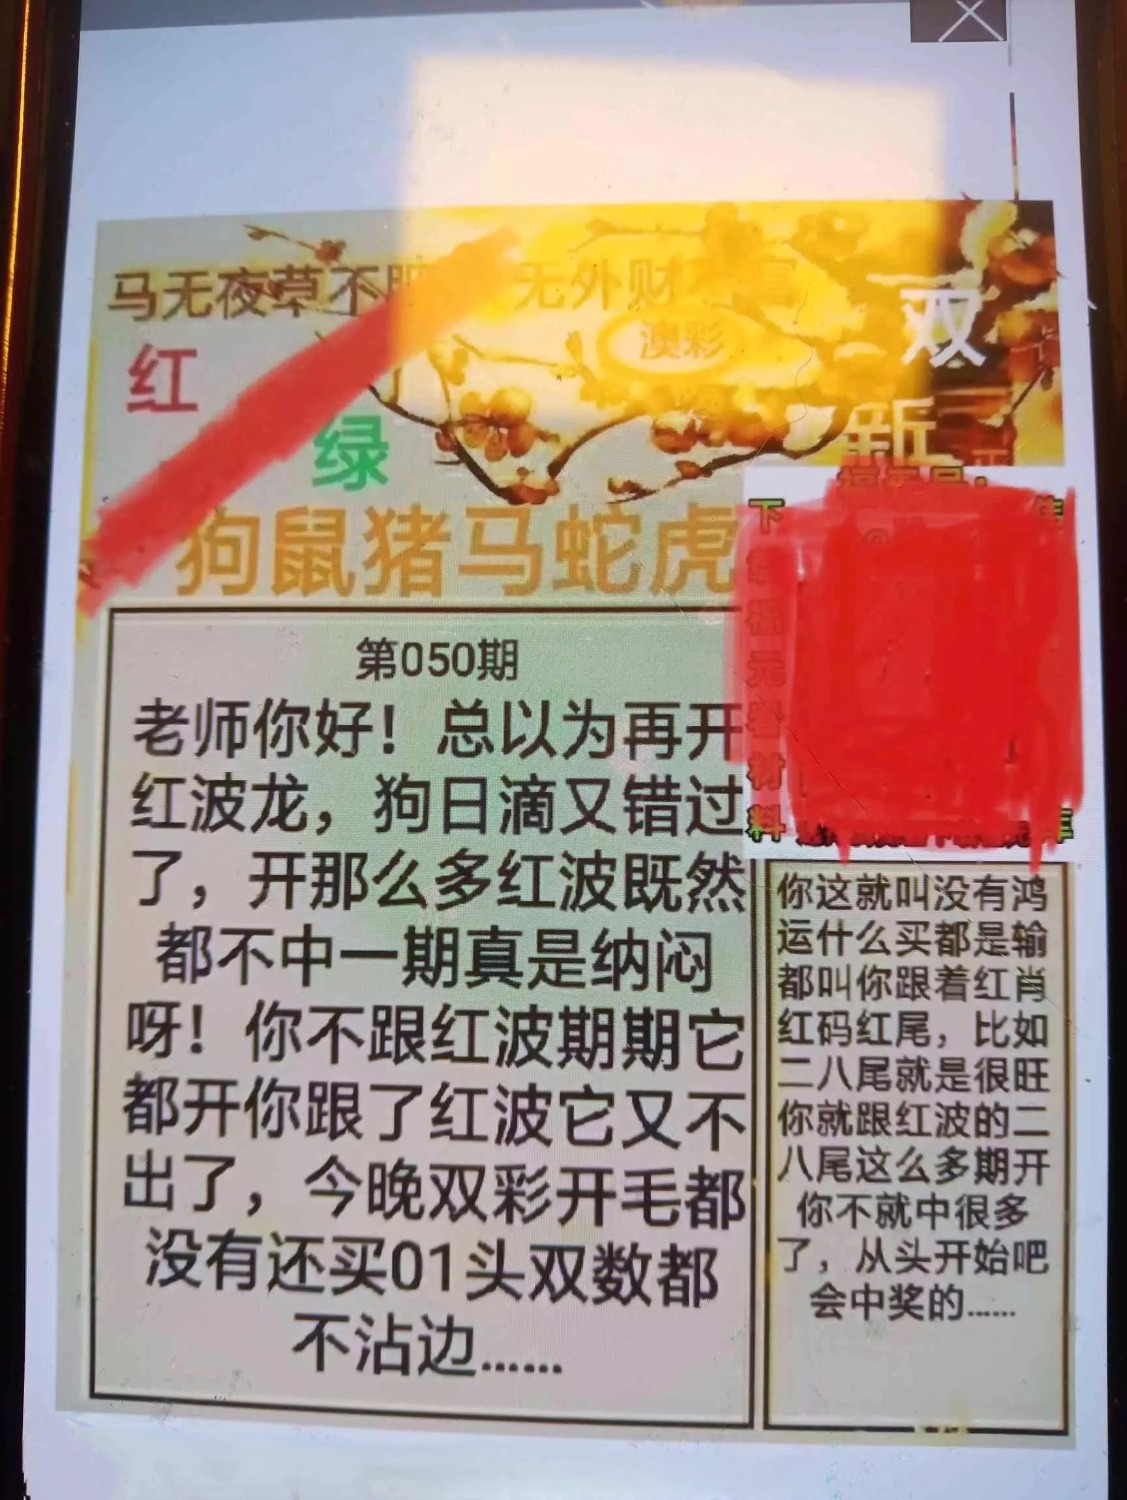 马无夜草不肥 无外财不富
澳彩
双
红
绿
新
狗鼠猪马蛇虎
下
元
材
料
第050期
老师你好！总以为再开
红波龙，狗日滴又错过
了，开那么多红波既然
都不中一期真是纳闷
呀！你不跟红波期期它
都开你跟了红波它又不
出了，今晚双彩开毛都
没有还买01头双数都
不沾边……
你这就叫没有鸿
运什么买都是输
都叫你跟着红肖
红码红尾，比如
二八尾就是很旺
你就跟红波的二
八尾这么多期开
你不就中很多
了，从头开始吧
会中奖的……